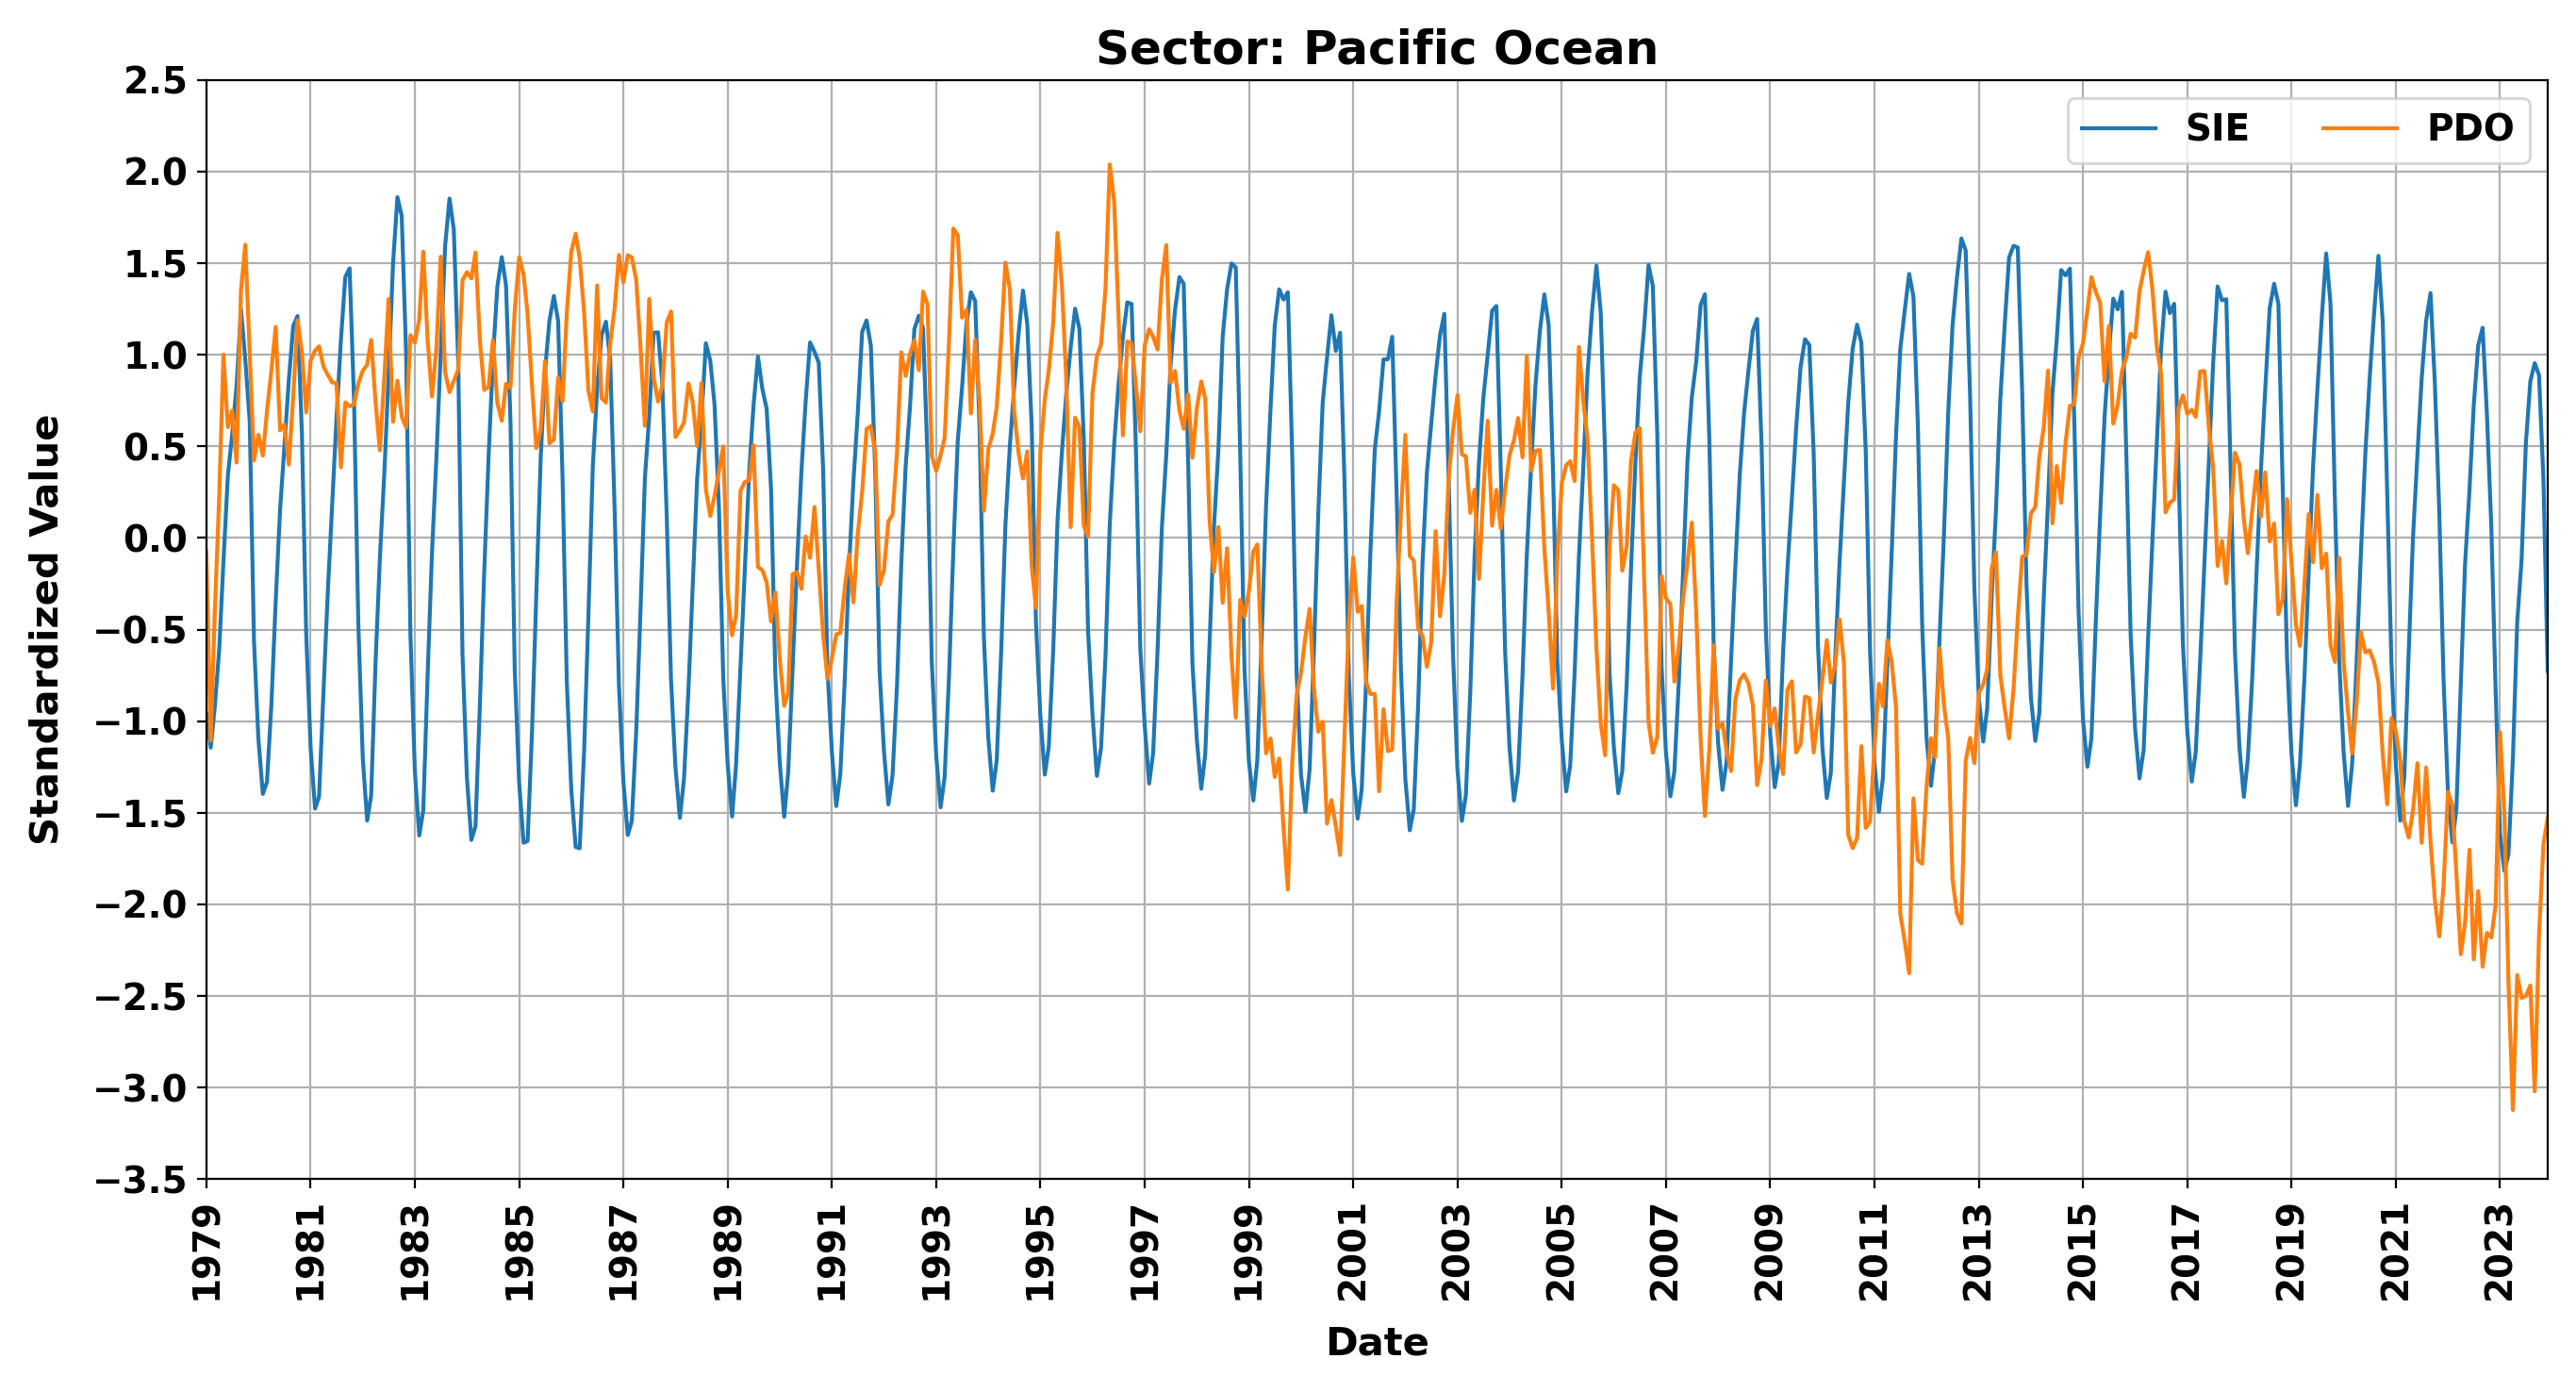 Sector: Pacific Ocean
SIE PDO
Standardized Value
2.5
2.0
1.5
1.0
0.5
0.0
−0.5
−1.0
−1.5
−2.0
−2.5
−3.0
−3.5
1979 1981 1983 1985 1987 1989 1991 1993 1995 1997 1999 2001 2003 2005 2007 2009 2011 2013 2015 2017 2019 2021 2023
Date